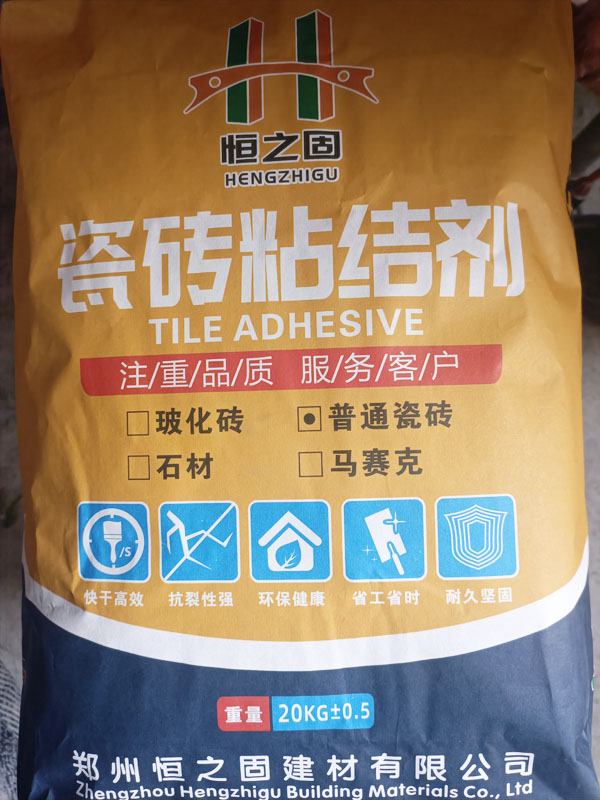 恒之固
HENGZHIGU
瓷砖粘结剂
TILE ADHESIVE
注/重/品/质 服/务/客/户
玻化砖 普通瓷砖
石材 马赛克
/S
快干高效 抗裂性强 环保健康 省工省时 耐久坚固
重量 20KG±0.5
郑州恒之固建材有限公司
Zhengzhou Hengzhigu Building Materials Co., Ltd